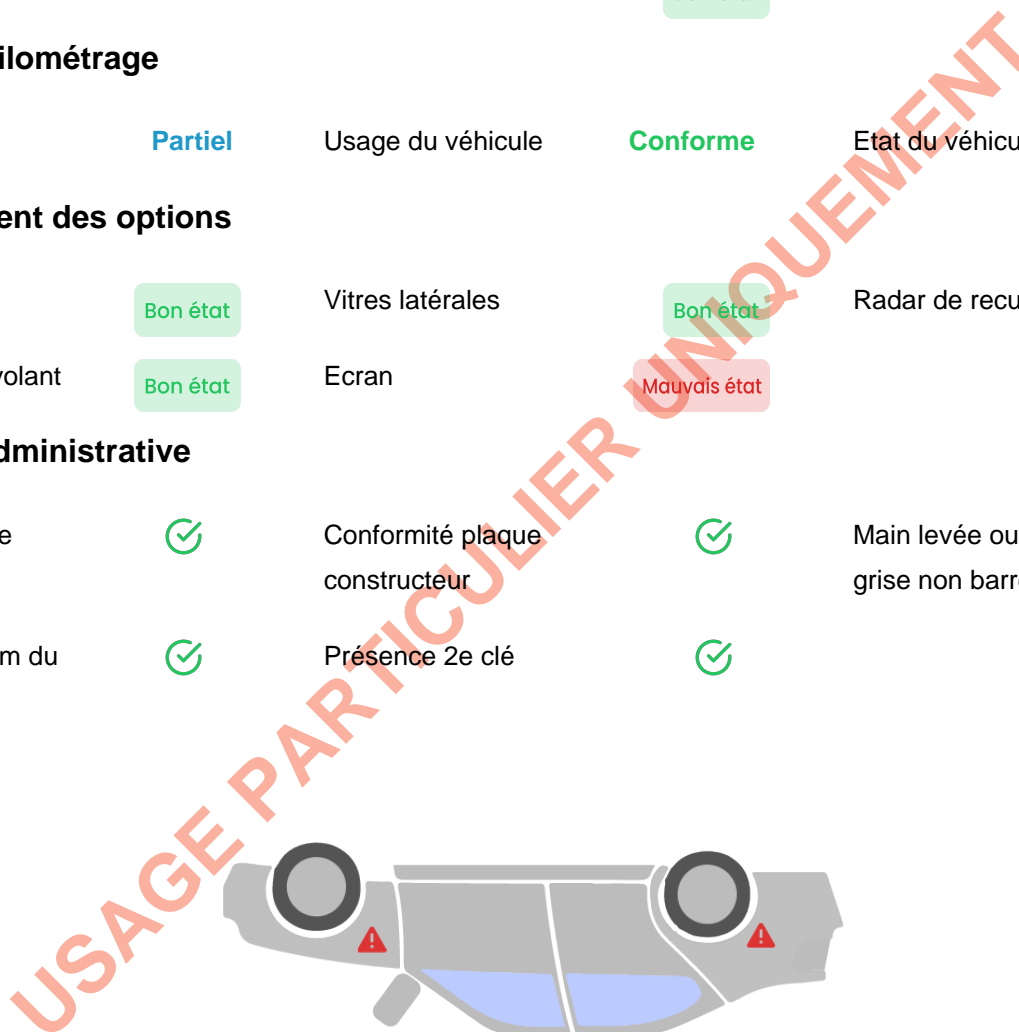 ilométrage
Partiel Usage du véhicule Conforme Etat du véhicu
ent des options
Bon état Vitres latérales Bon état Radar de recu
volant Bon état Ecran Mauvais état
dministrative
e Conformité plaque Main levée ou
constructeur grise non barr
m du Présence 2e clé
USAGE PARTICULIER UNIQUEMENT